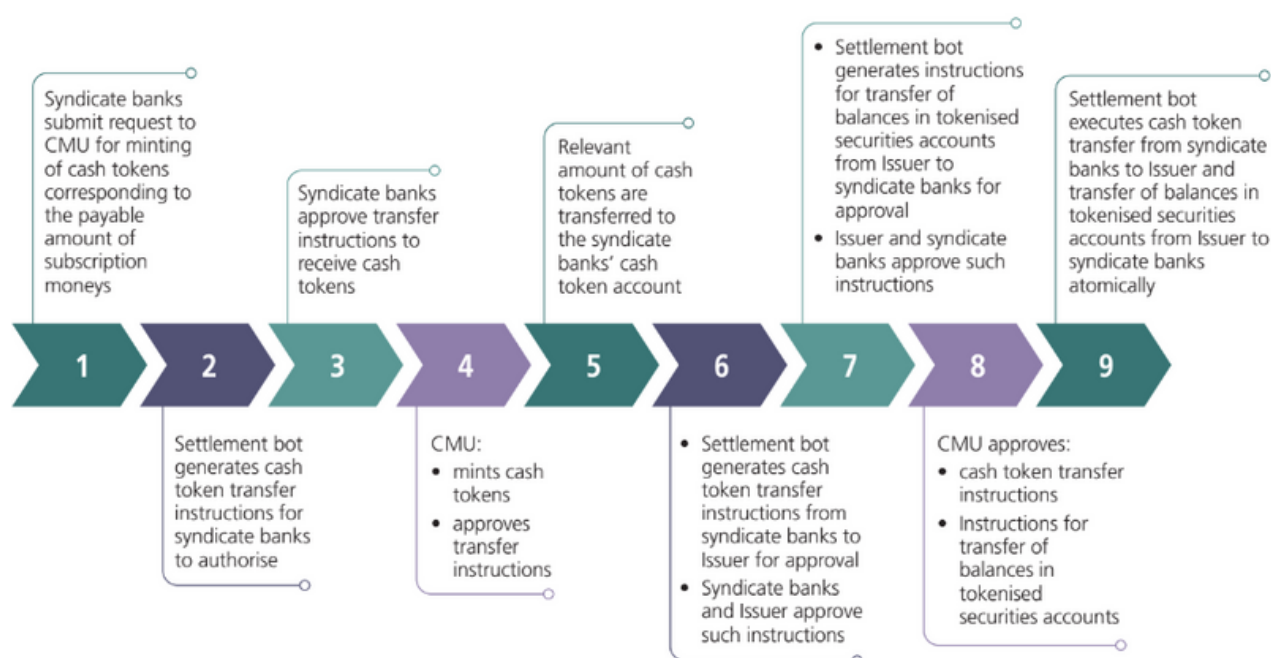 Syndicate banks
submit request to
CMU for minting
of cash tokens
corresponding to
the payable
amount of
subscription
moneys
Syndicate banks
approve transfer
instructions to
receive cash
tokens
Relevant
amount of cash
tokens are
transferred to
the syndicate
banks' cash
token account
• Settlement bot
generates instructions
for transfer of
balances in tokenised
securities accounts
from Issuer to
syndicate banks for
approval
• Issuer and syndicate
banks approve such
instructions
Settlement bot
executes cash token
transfer from syndicate
banks to Issuer and
transfer of balances in
tokenised securities
accounts from Issuer to
syndicate banks
atomically
1 2 3 4 5 6 7 8 9
Settlement bot
generates cash
token transfer
instructions for
syndicate banks
to authorise
CMU:
• mints cash
tokens
• approves
transfer
instructions
• Settlement bot
generates cash
token transfer
instructions from
syndicate banks to
Issuer for approval
• Syndicate banks
and Issuer approve
such instructions
CMU approves:
• cash token transfer
instructions
• Instructions for
transfer of
balances in
tokenised
securities accounts